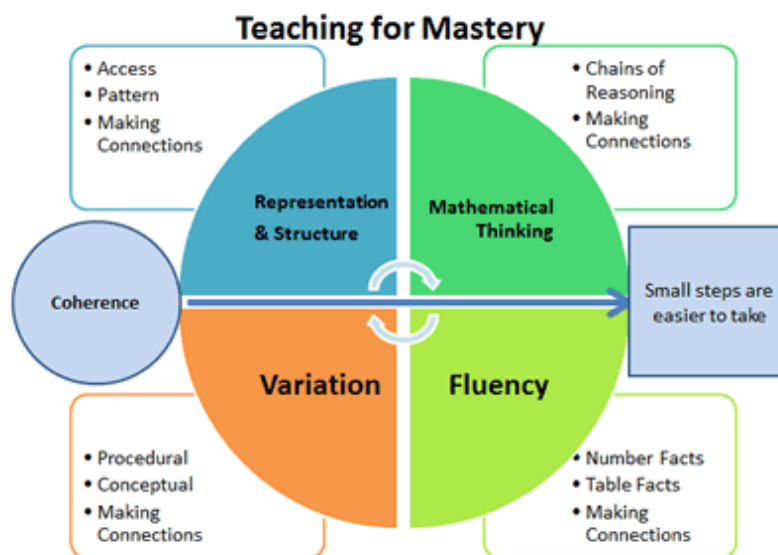 Teaching for Mastery
• Access
• Pattern
• Making
Connections
• Chains of
Reasoning
• Making
Connections
Representation
& Structure
Mathematical
Thinking
Coherence
Small steps are
easier to take
Variation
Fluency
• Procedural
• Conceptual
• Making
Connections
• Number Facts
• Table Facts
• Making
Connections